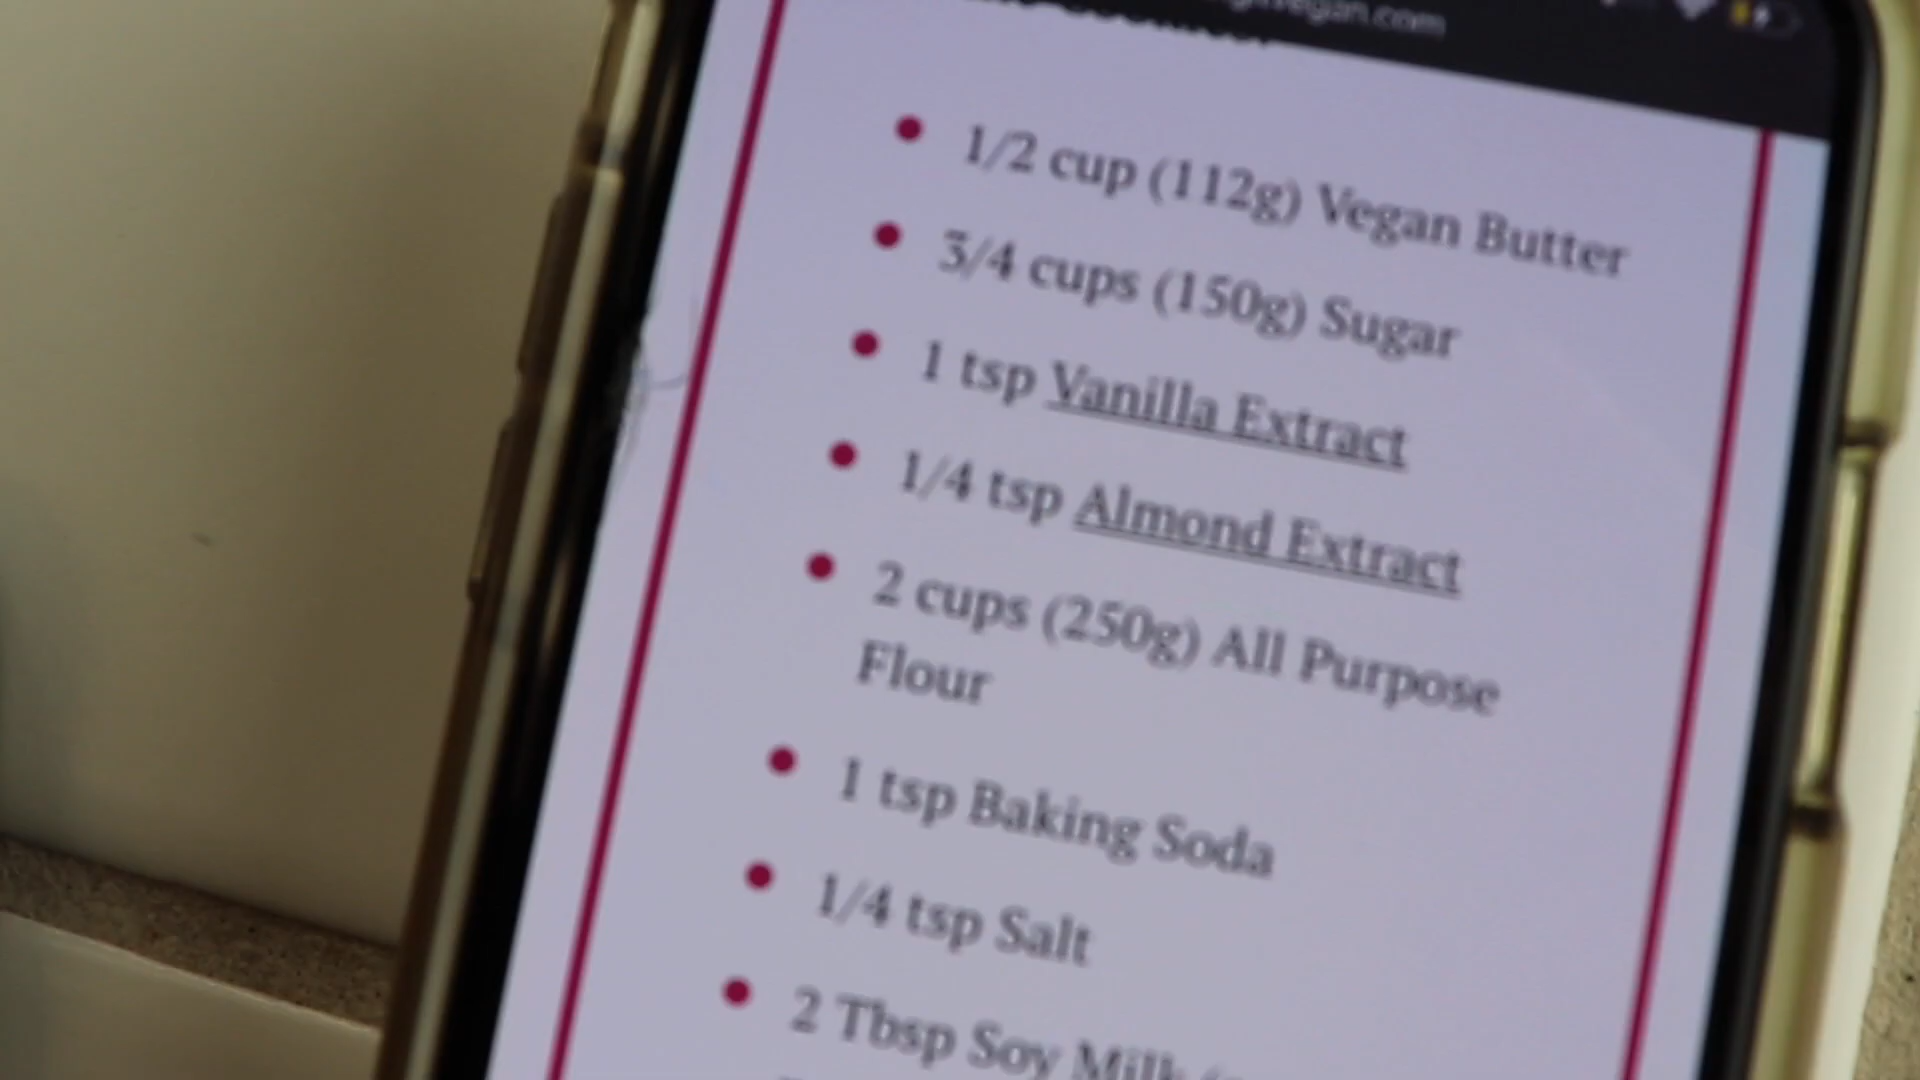 1/2 cup (112g) Vegan Butter
3/4 cups (150g) Sugar
1 tsp Vanilla Extract
1/4 tsp Almond Extract
2 cups (250g) All Purpose
Flour
1 tsp Baking Soda
1/4 tsp Salt
2 Tbsp Soy Milk